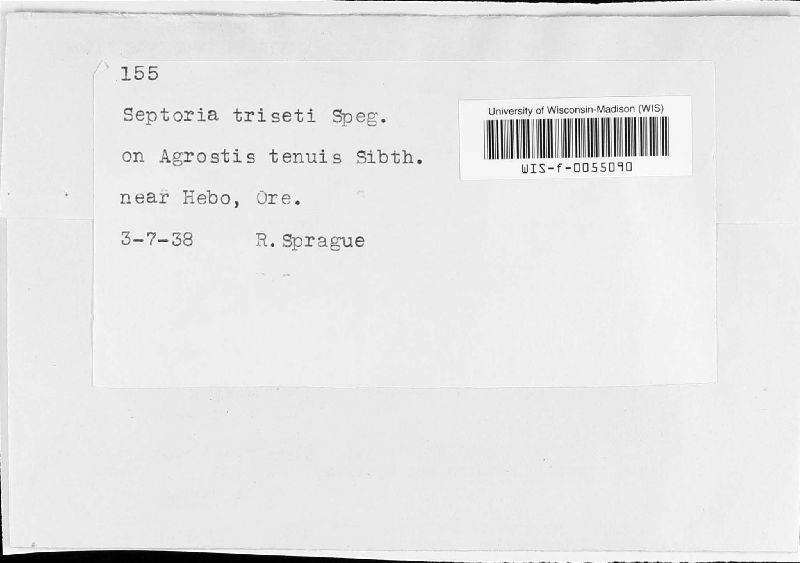 155
Septoria triseti Speg.
on Agrostis tenuis Sibth.
near Hebo, Ore.
3-7-38 R. Sprague
University of Wisconsin-Madison (WIS)
WIS-f-0055090